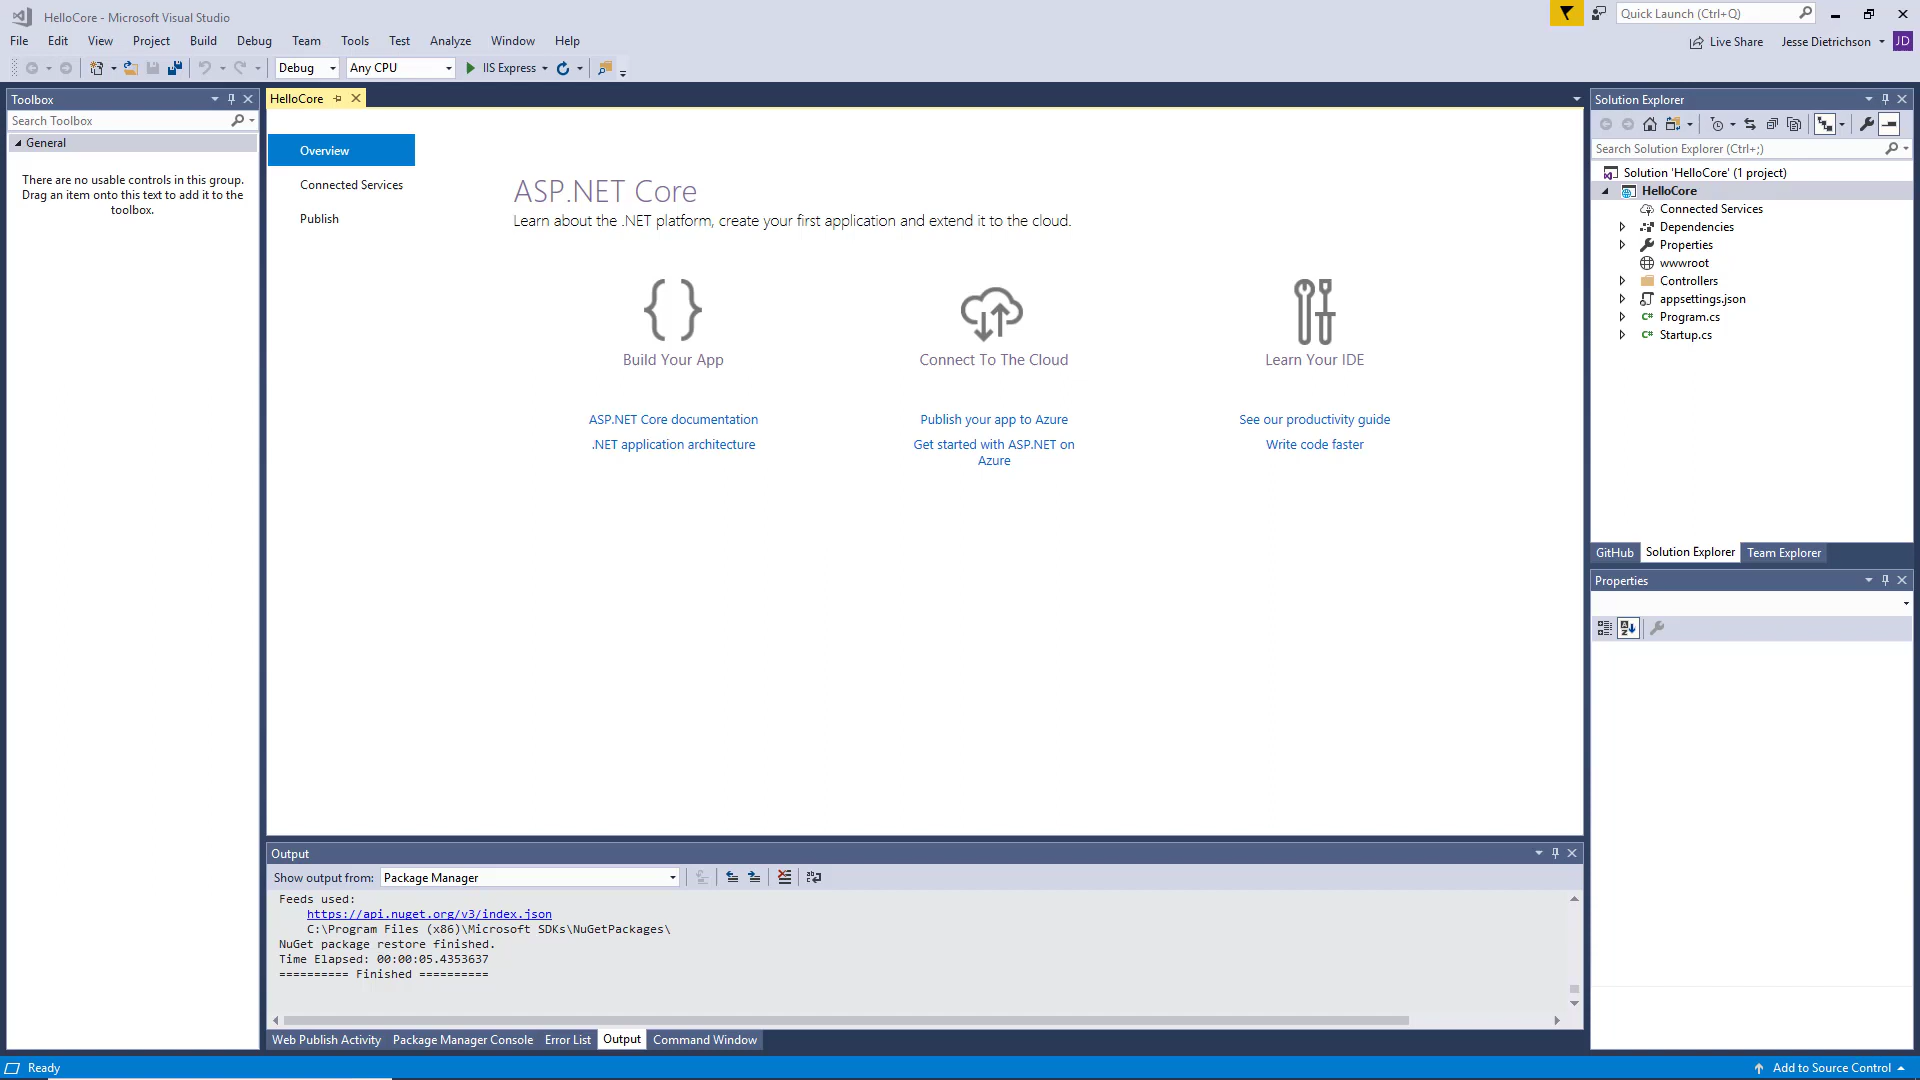 HelloCore - Microsoft Visual Studio
Quick Launch (Ctrl+Q)
File Edit View Project Build Debug Team Tools Test Analyze Window Help
Live Share Jesse Dietrichson JD
Debug Any CPU IIS Express
Toolbox
Search Toolbox
General
There are no usable controls in this group.
Drag an item onto this text to add it to the
toolbox.
HelloCore
Overview
Connected Services
Publish
ASP.NET Core
Learn about the .NET platform, create your first application and extend it to the cloud.
Build Your App
ASP.NET Core documentation
.NET application architecture
Connect To The Cloud
Publish your app to Azure
Get started with ASP.NET on
Azure
Learn Your IDE
See our productivity guide
Write code faster
Output
Show output from: Package Manager
Feeds used:
https://api.nuget.org/v3/index.json
C:\Program Files (x86)\Microsoft SDKs\NuGetPackages\
NuGet package restore finished.
Time Elapsed: 00:00:05.4353637
========== Finished ==========
Web Publish Activity Package Manager Console Error List Output Command Window
Solution Explorer
Search Solution Explorer (Ctrl+;)
Solution 'HelloCore' (1 project)
HelloCore
Connected Services
Dependencies
Properties
wwwroot
Controllers
appsettings.json
C# Program.cs
C# Startup.cs
GitHub Solution Explorer Team Explorer
Properties
Ready
Add to Source Control